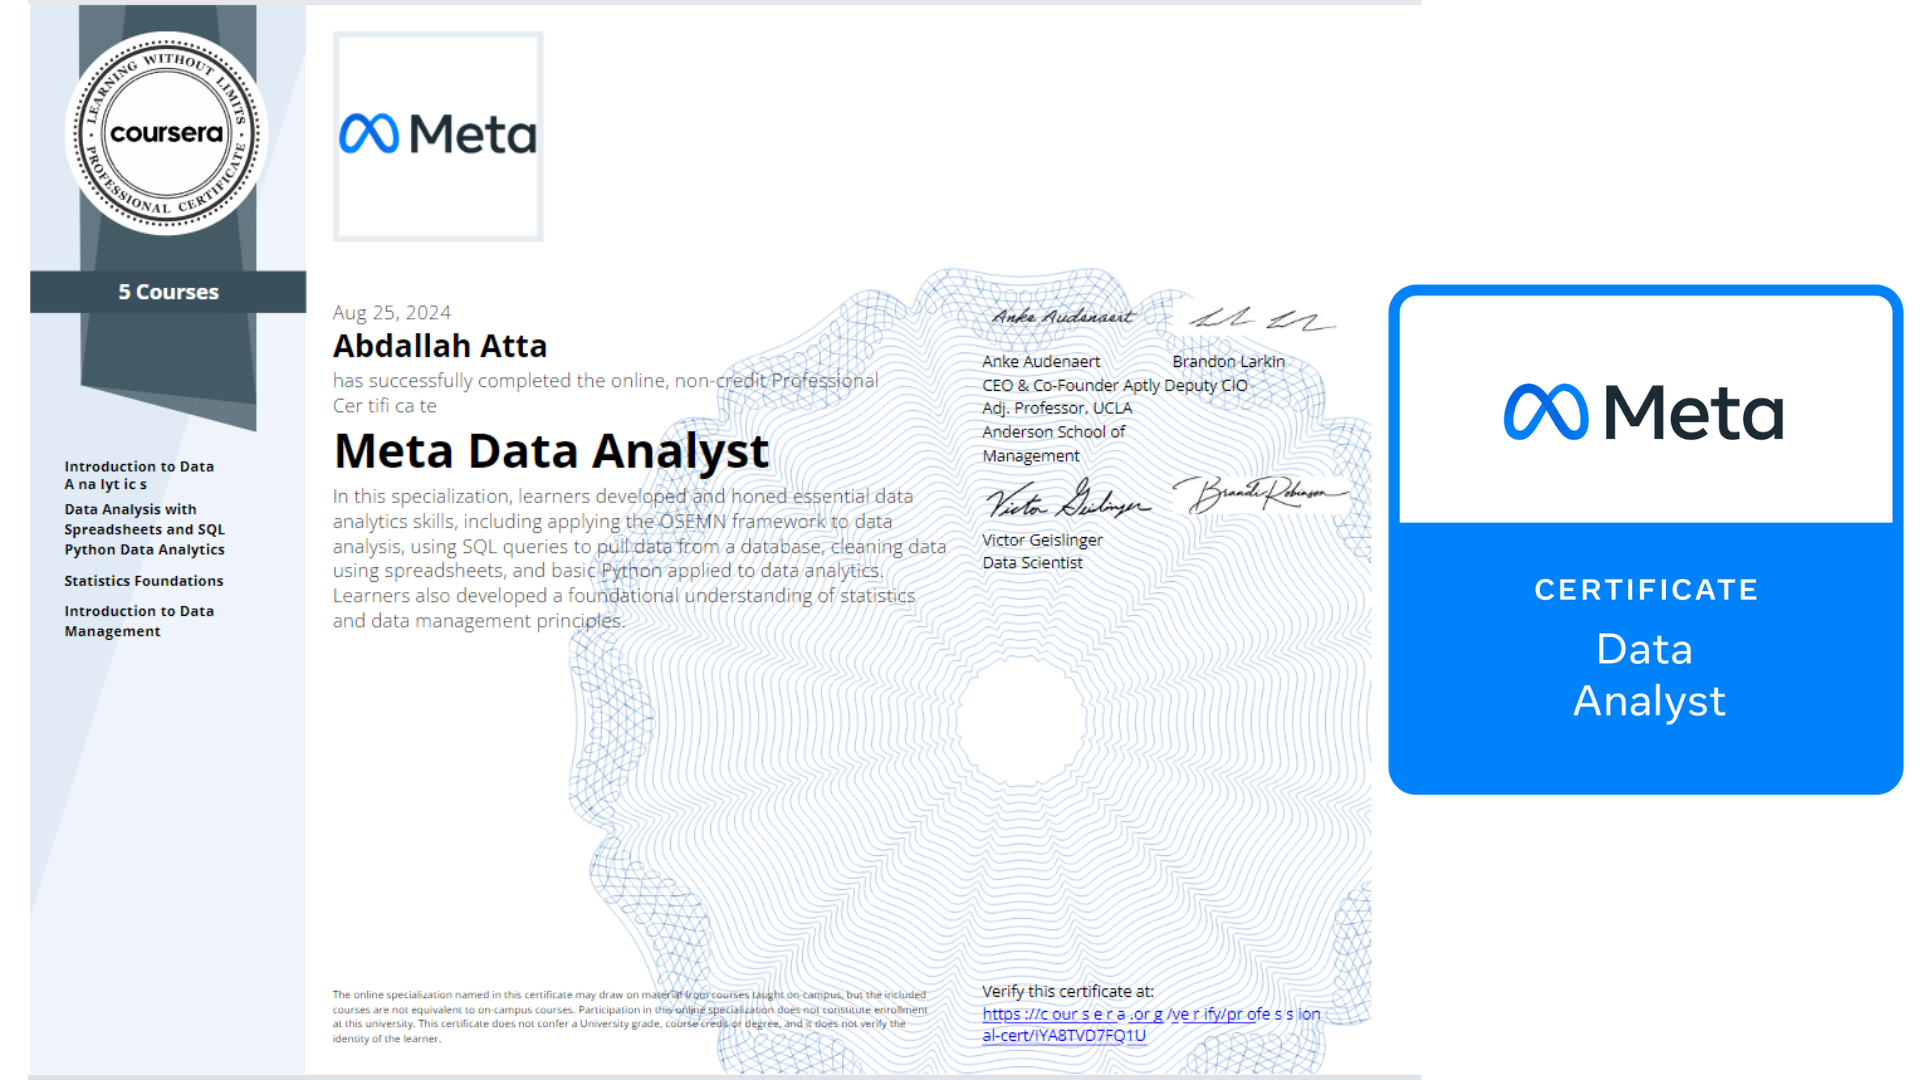 LEARNING WITHOUT LIMITS
coursera
PROFESSIONAL CERTIFICATE
5 Courses
Introduction to Data
A na lyt ic s
Data Analysis with
Spreadsheets and SQL
Python Data Analytics
Statistics Foundations
Introduction to Data
Management
Meta
Aug 25, 2024
Abdallah Atta
has successfully completed the online, non-credit Professional
Cer tifi ca te
Meta Data Analyst
In this specialization, learners developed and honed essential data
analytics skills, including applying the OSEMN framework to data
analysis, using SQL queries to pull data from a database, cleaning data
using spreadsheets, and basic Python applied to data analytics.
Learners also developed a foundational understanding of statistics
and data management principles.
The online specialization named in this certificate may draw on material from courses taught on-campus, but the included
courses are not equivalent to on-campus courses. Participation in this online specialization does not constitute enrollment
at this university. This certificate does not confer a University grade, course credit or degree, and it does not verify the
identity of the learner.
Anke Audenaert
Anke Audenaert
Brandon Larkin
CEO & Co-Founder Aptly Deputy CIO
Adj. Professor, UCLA
Anderson School of
Management
Victor Geislinger
Brandi Robinson
Victor Geislinger
Data Scientist
Verify this certificate at:
https ://c our s e r a .or g /ve r ify/pr ofe s s ion
al-cert/IYA8TVD7FQ1U
Meta
CERTIFICATE
Data
Analyst